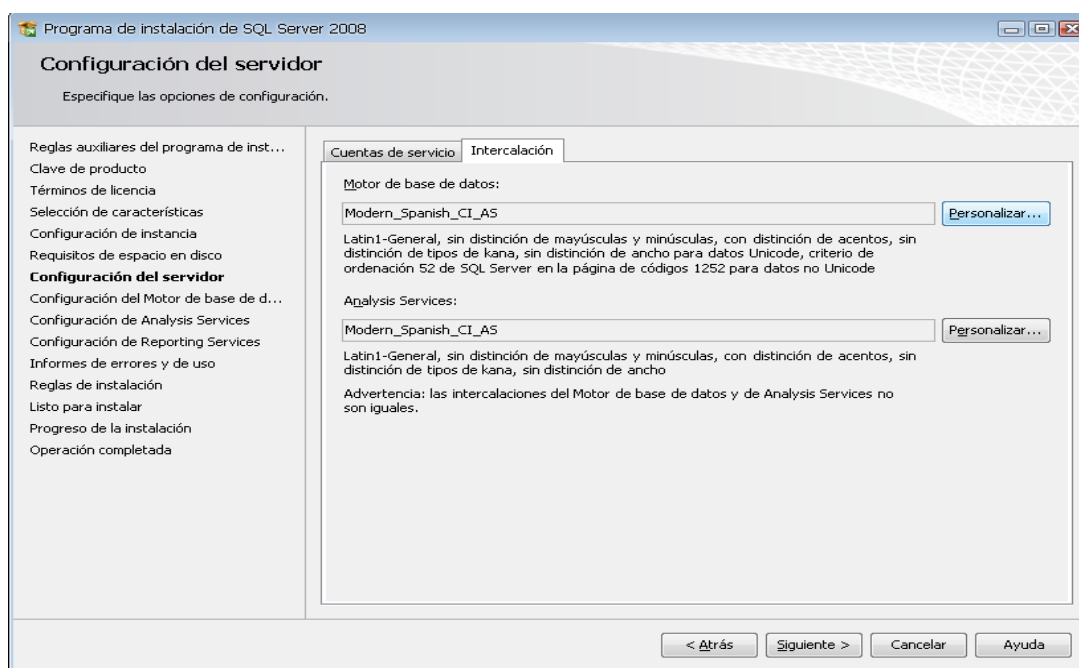 Programa de instalación de SQL Server 2008
Configuración del servidor
Especifique las opciones de configuración.
Reglas auxiliares del programa de inst...
Clave de producto
Términos de licencia
Selección de características
Configuración de instancia
Requisitos de espacio en disco
Configuración del servidor
Configuración del Motor de base de d...
Configuración de Analysis Services
Configuración de Reporting Services
Informes de errores y de uso
Reglas de instalación
Listo para instalar
Progreso de la instalación
Operación completada
Cuentas de servicio
Intercalación
Motor de base de datos:
Modern_Spanish_CI_AS
Personalizar...
Latin1-General, sin distinción de mayúsculas y minúsculas, con distinción de acentos, sin
distinción de tipos de kana, sin distinción de ancho para datos Unicode, criterio de
ordenación 52 de SQL Server en la página de códigos 1252 para datos no Unicode
Analysis Services:
Modern_Spanish_CI_AS
Personalizar...
Latin1-General, sin distinción de mayúsculas y minúsculas, con distinción de acentos, sin
distinción de tipos de kana, sin distinción de ancho
Advertencia: las intercalaciones del Motor de base de datos y de Analysis Services no
son iguales.
< Atrás
Siguiente >
Cancelar
Ayuda